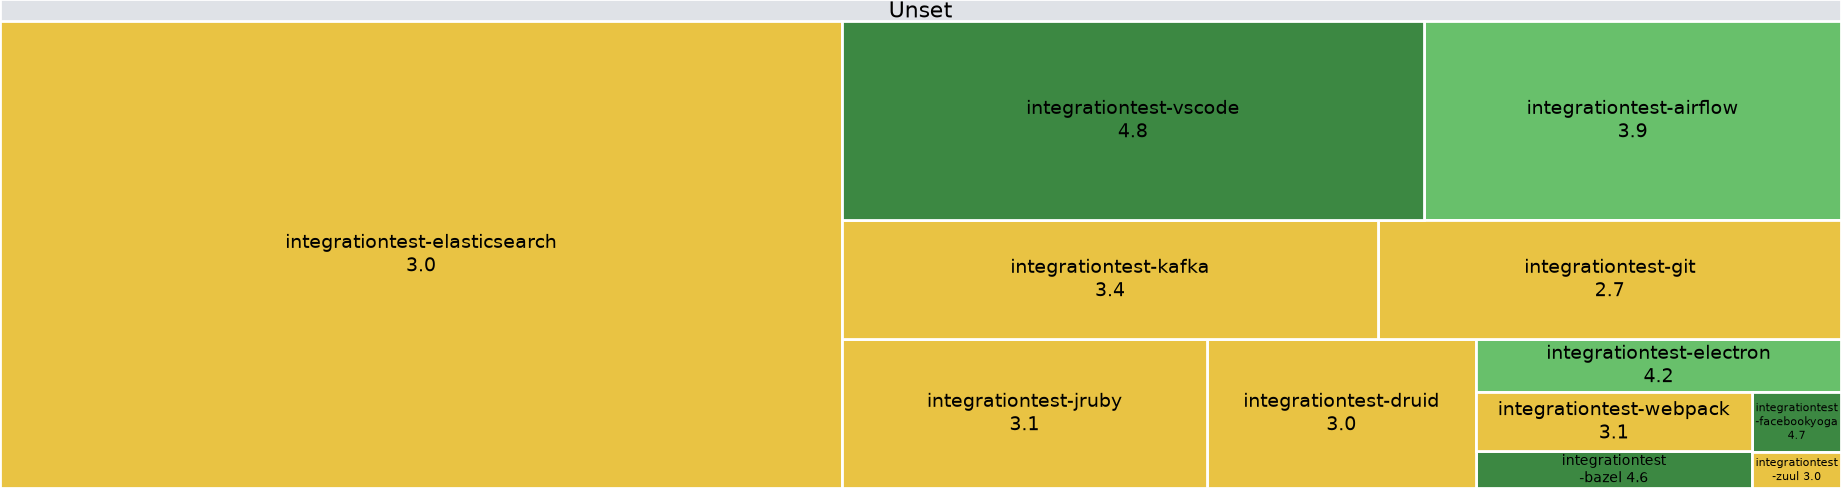 Unset
integrationtest-elasticsearch
3.0
integrationtest-vscode
4.8
integrationtest-airflow
3.9
integrationtest-kafka
3.4
integrationtest-git
2.7
integrationtest-jruby
3.1
integrationtest-druid
3.0
integrationtest-electron
4.2
integrationtest-webpack
3.1
integrationtest
-facebookyoga
4.7
integrationtest
-bazel 4.6
integrationtest
-zuul 3.0